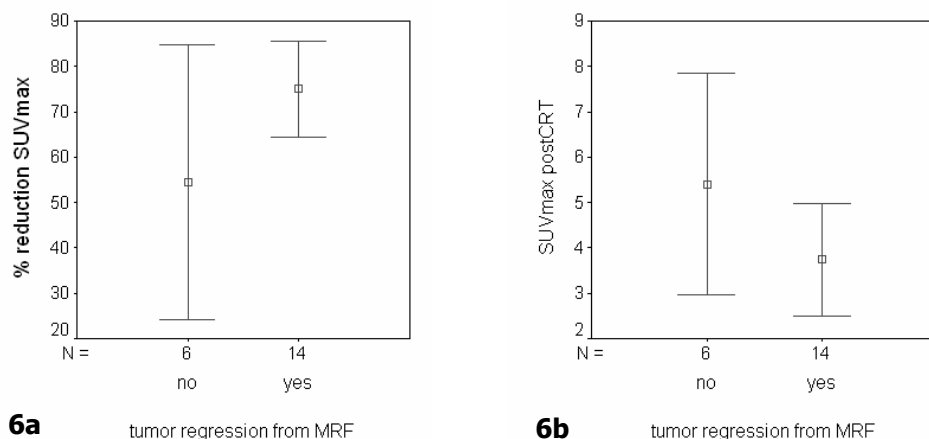 % reduction SUVmax
90
80
70
60
50
40
30
20
N =
6
14
no
yes
6a
tumor regression from MRF
SUVmax postCRT
9
8
7
6
5
4
3
2
N =
6
14
no
yes
6b
tumor regression from MRF